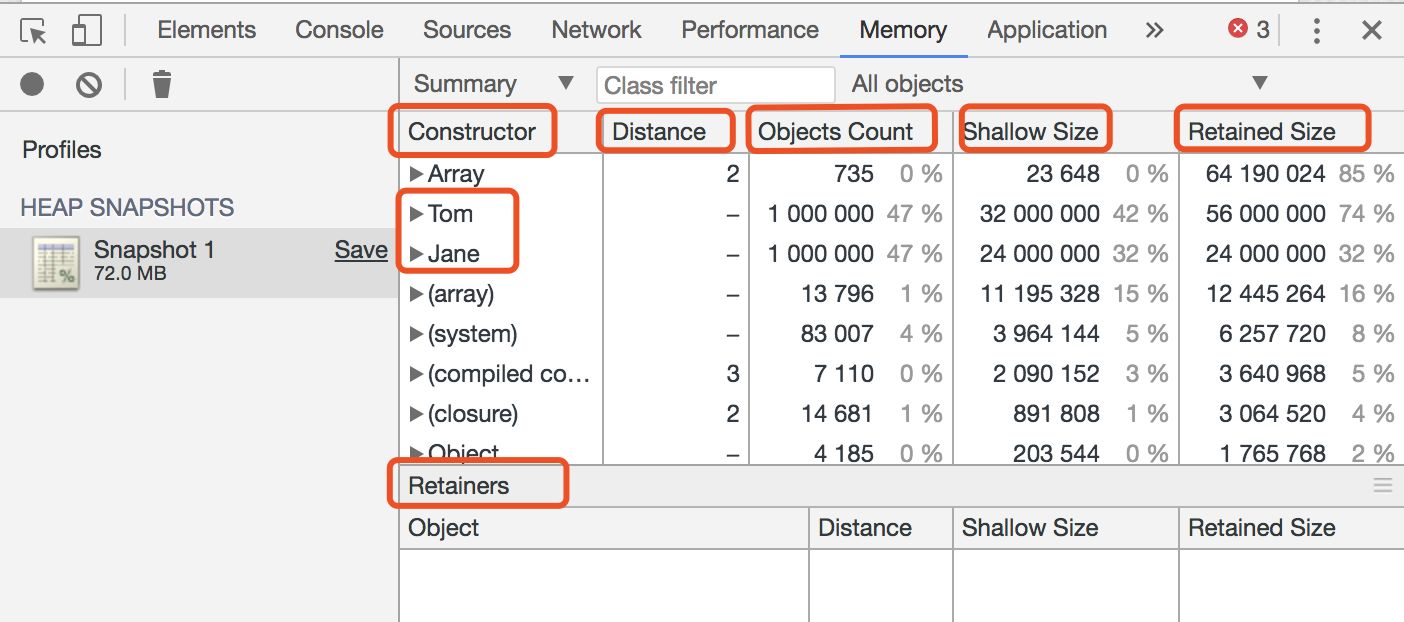 Elements Console Sources Network Performance Memory Application » 3
Summary ▼ Class filter All objects ▼
Profiles
HEAP SNAPSHOTS
Snapshot 1 Save
72.0 MB
Constructor Distance Objects Count Shallow Size Retained Size
▶Array 2 735 0 % 23 648 0 % 64 190 024 85 %
▶Tom – 1 000 000 47 % 32 000 000 42 % 56 000 000 74 %
▶Jane – 1 000 000 47 % 24 000 000 32 % 24 000 000 32 %
▶(array) – 13 796 1 % 11 195 328 15 % 12 445 264 16 %
▶(system) – 83 007 4 % 3 964 144 5 % 6 257 720 8 %
▶(compiled co… 3 7 110 0 % 2 090 152 3 % 3 640 968 5 %
▶(closure) 2 14 681 1 % 891 808 1 % 3 064 520 4 %
▶Object – 4 185 0 % 203 544 0 % 1 765 768 2 %
Retainers
Object Distance Shallow Size Retained Size